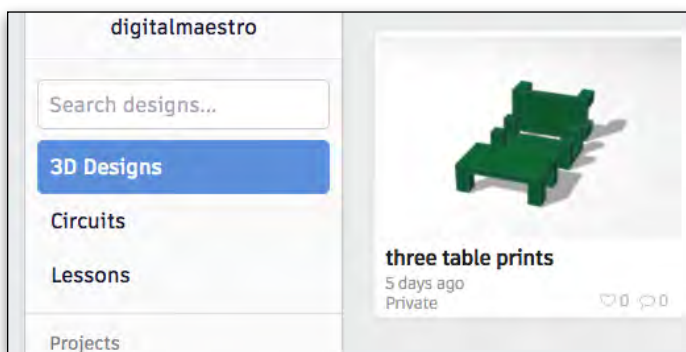 digitalmaestro
Search designs...
3D Designs
Circuits
Lessons
Projects
three table prints
5 days ago
Private
0 0